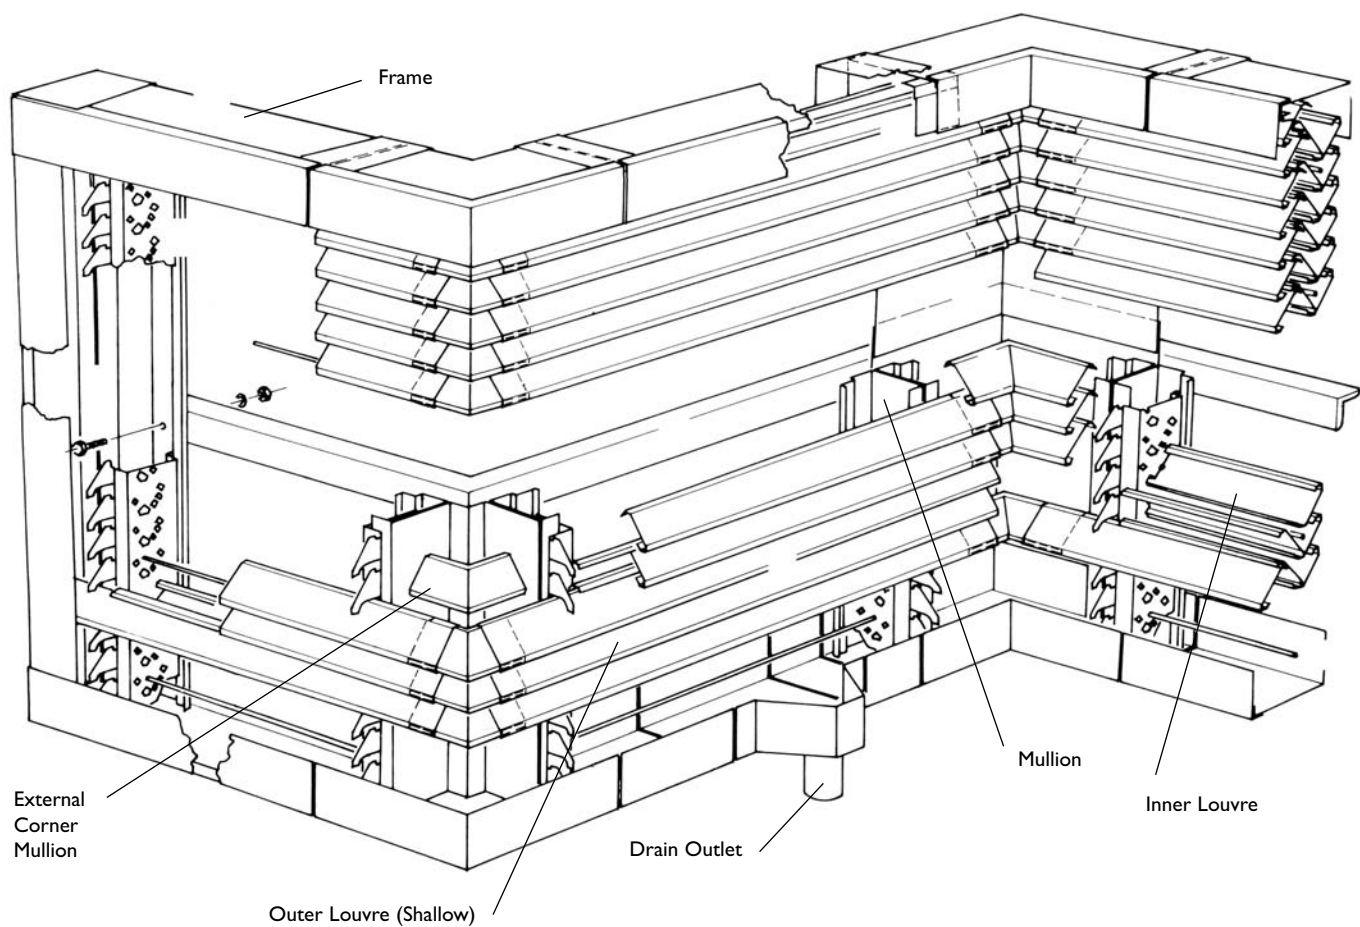 Frame
Mullion
Inner Louvre
External
Corner
Mullion
Drain Outlet
Outer Louvre (Shallow)